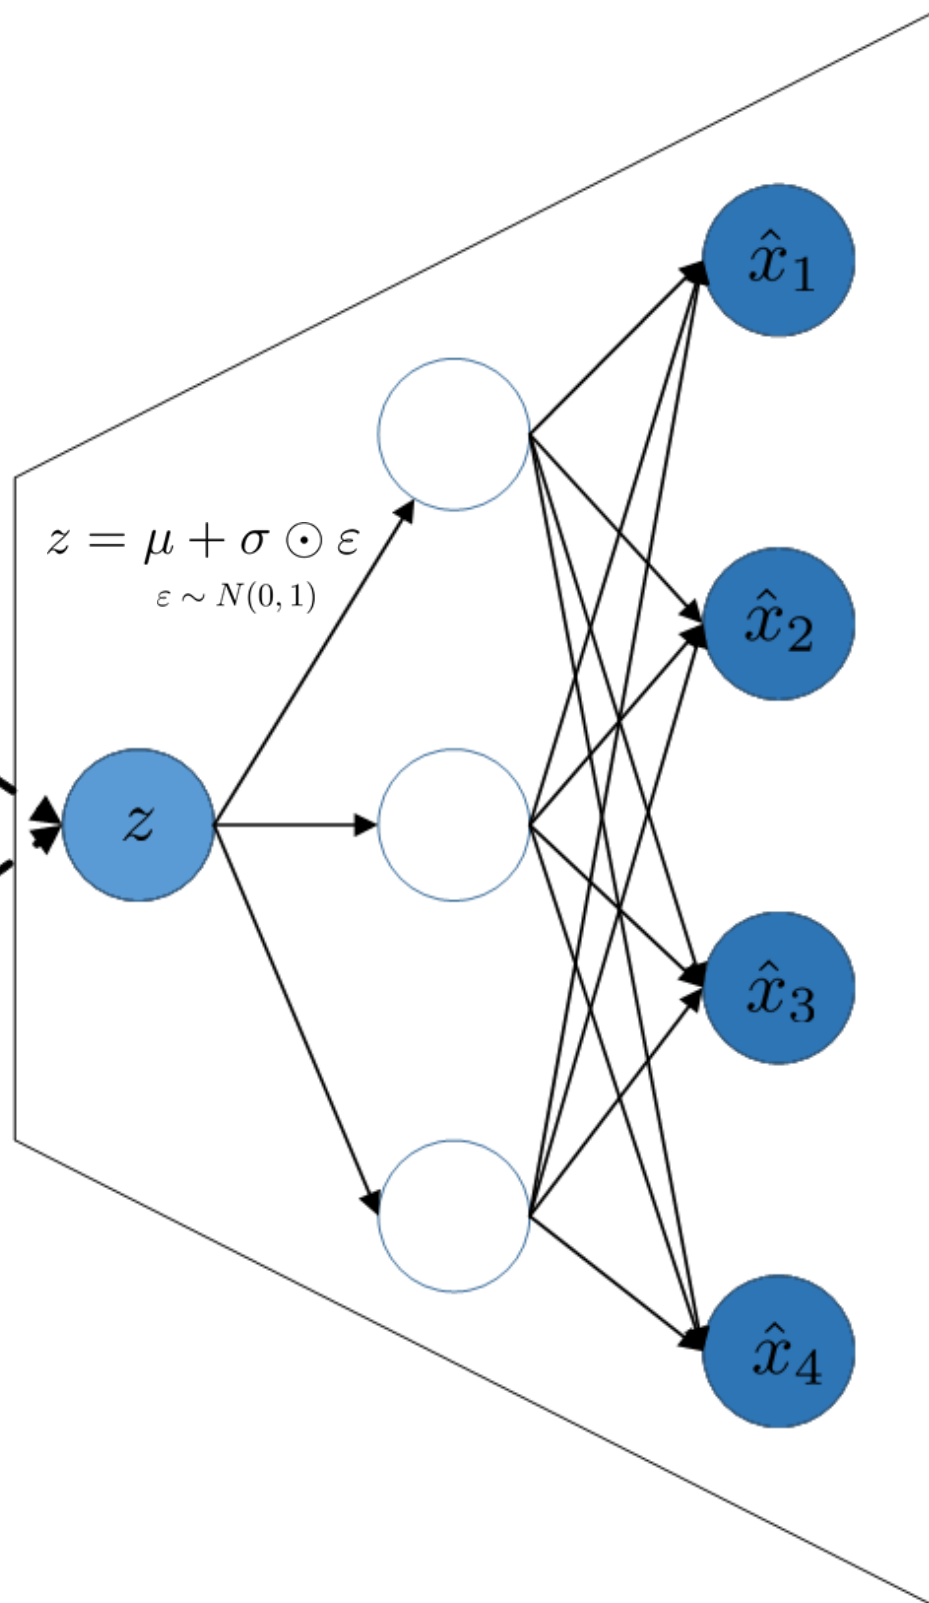 x̂₁
z = μ + σ ⊙ ε
ε ∼ N(0, 1)
x̂₂
z
x̂₃
x̂₄